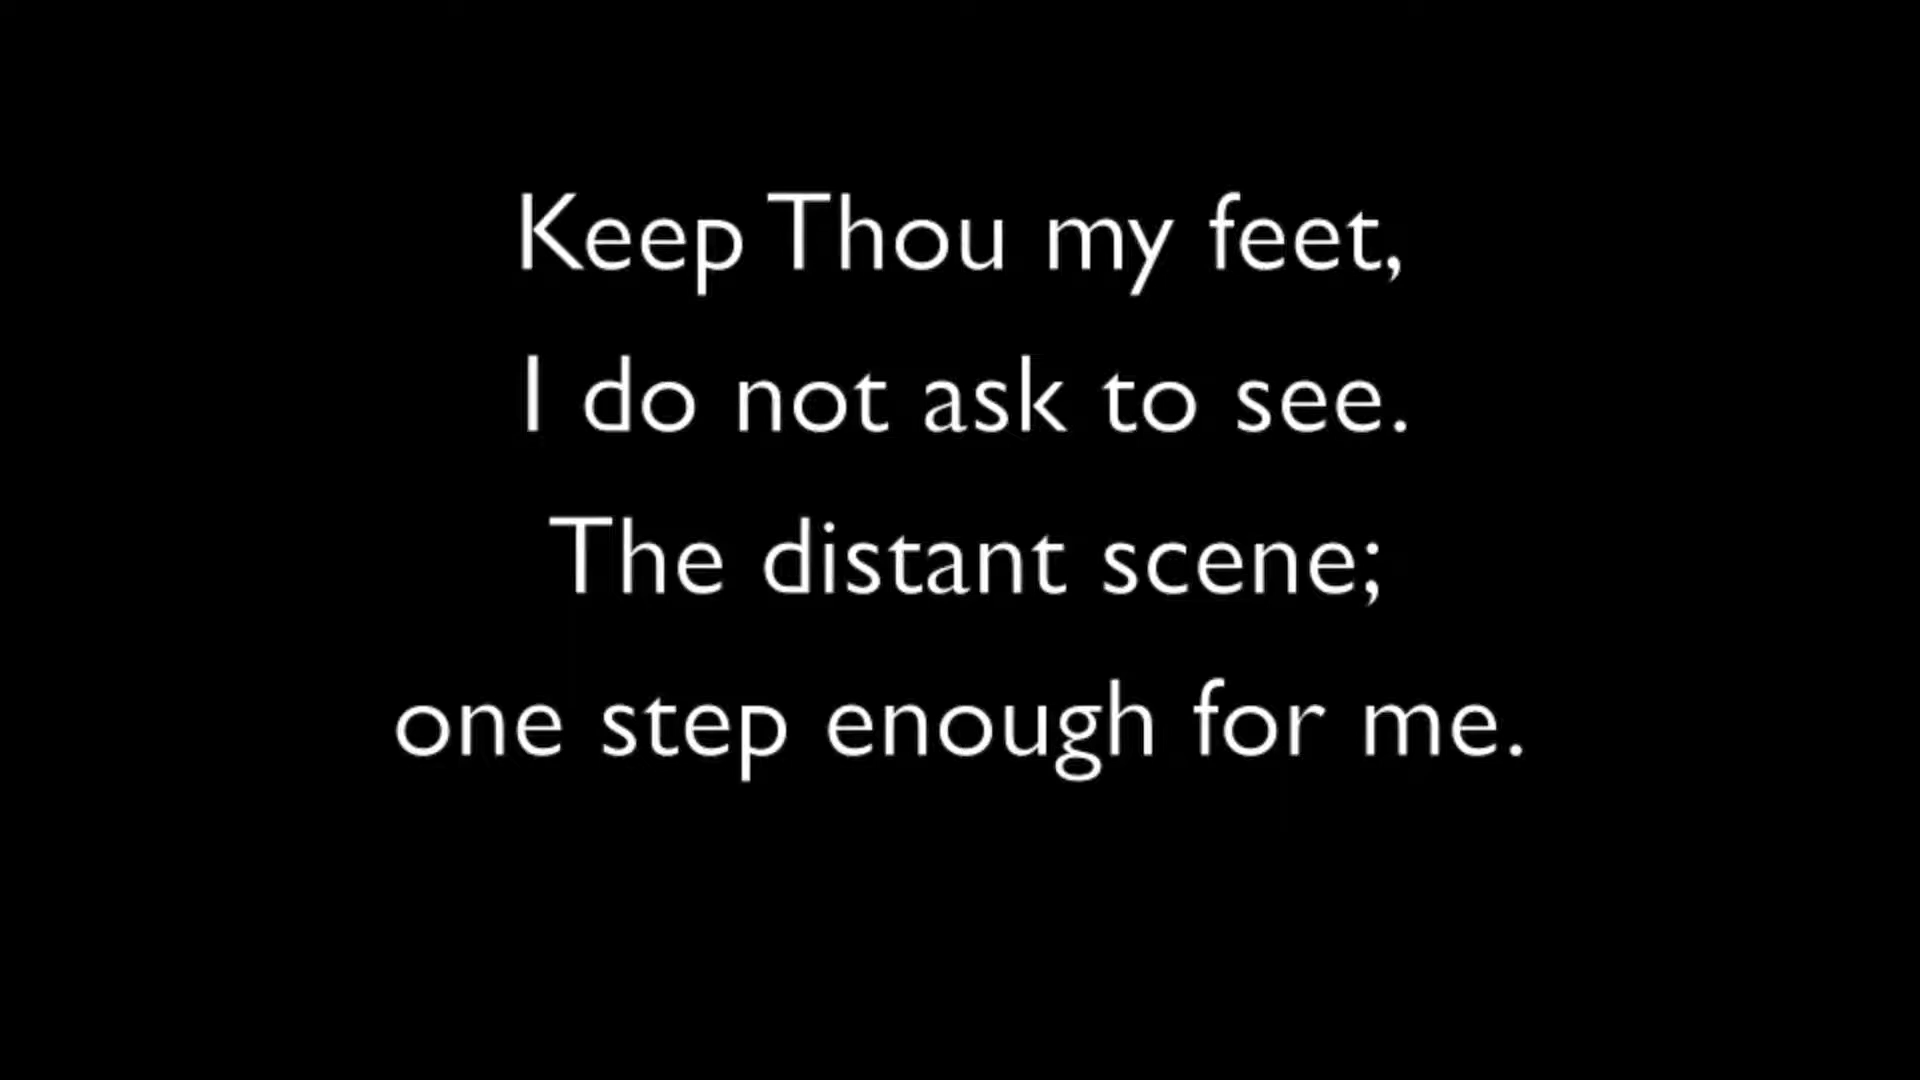 Keep Thou my feet,
I do not ask to see.
The distant scene;
one step enough for me.